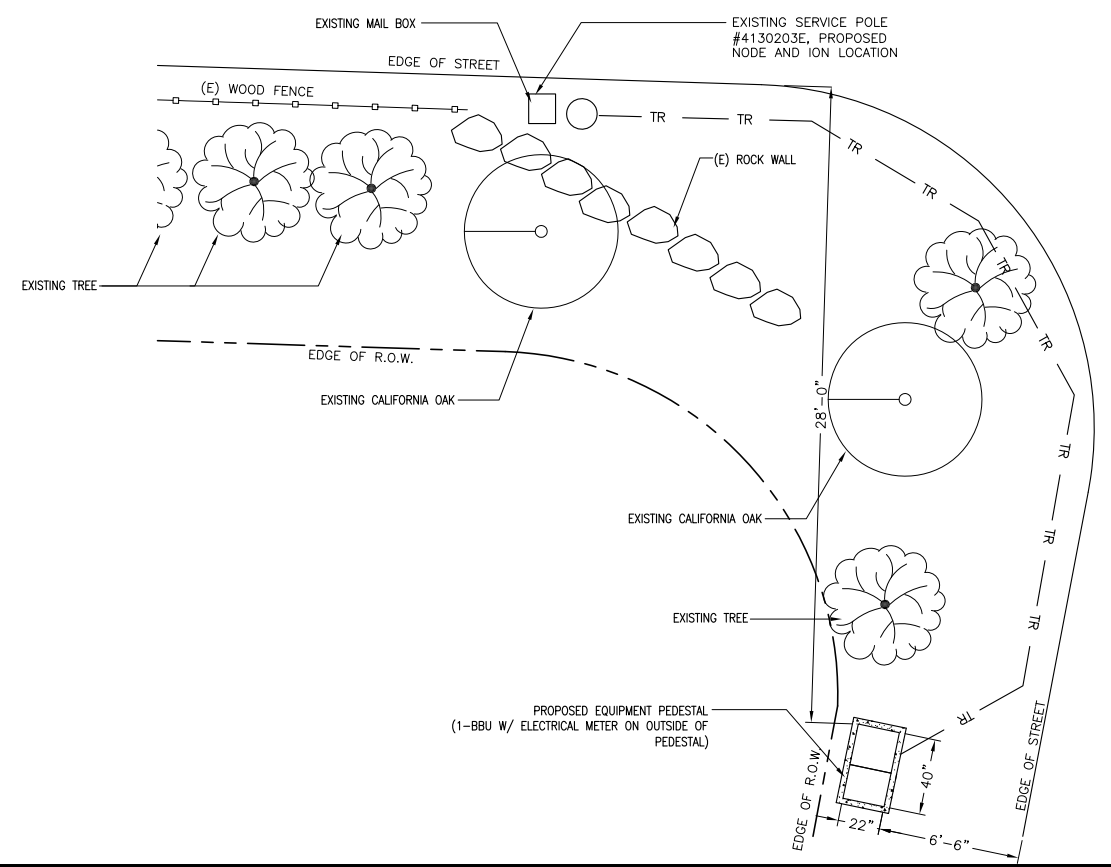 EXISTING MAIL BOX
EXISTING SERVICE POLE
#4130203E, PROPOSED
NODE AND ION LOCATION
EDGE OF STREET
(E) WOOD FENCE
TR
TR
TR
(E) ROCK WALL
TR
TR
EXISTING TREE
TR
EDGE OF R.O.W.
EXISTING CALIFORNIA OAK
28'-0"
TR
EXISTING CALIFORNIA OAK
TR
EXISTING TREE
TR
PROPOSED EQUIPMENT PEDESTAL
(1-BBU W/ ELECTRICAL METER ON OUTSIDE OF
PEDESTAL)
TR
EDGE OF STREET
EDGE OF R.O.W
40"
22"
6'-6"